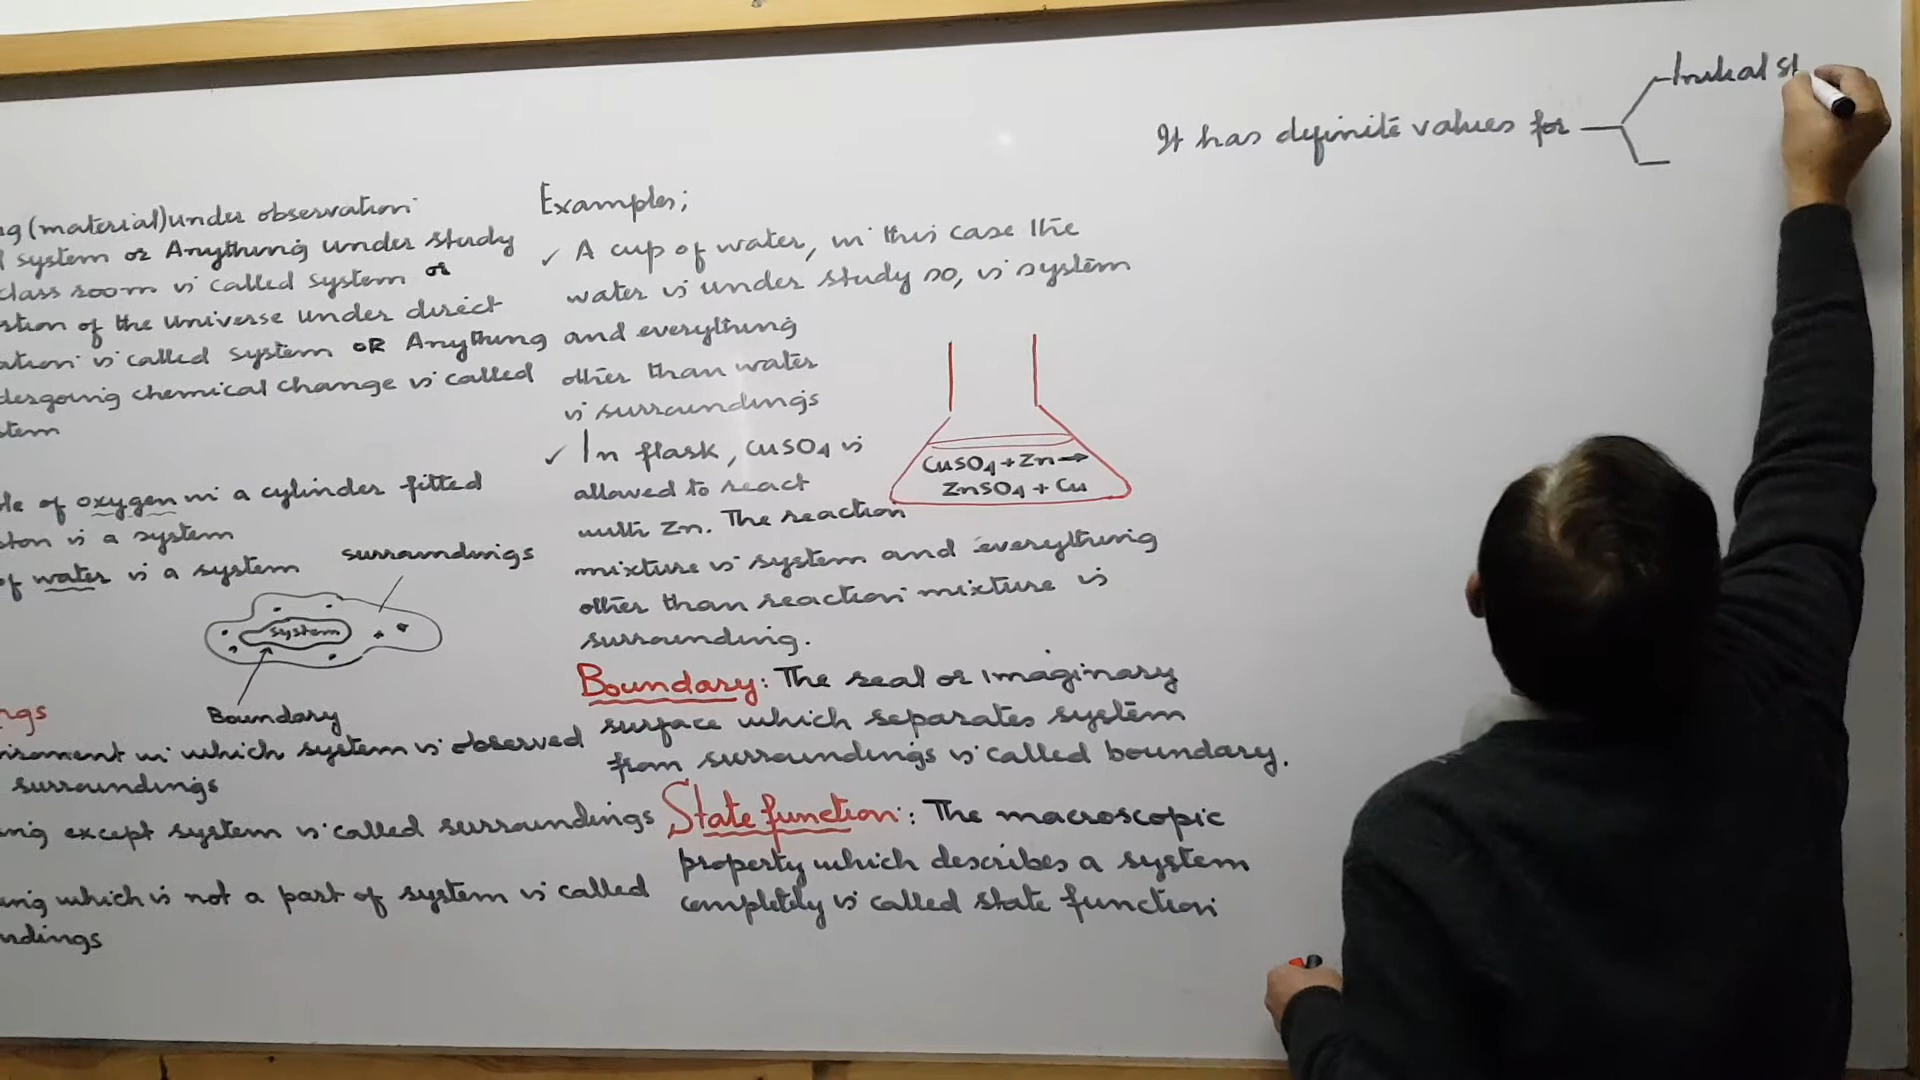 (material) under observation
system or Anything under study
class room is called system or
of the universe under direct
is called system OR Anything
chemical change is called
of oxygen in a cylinder fitted
is a system
of water is a system
surroundings
system
Boundary
in which system is observed
surroundings
except system is called surroundings
which is not a part of system is called
Examples;
✓ A cup of water, in this case the
water is under study so, is system
and everything
other than water
is surroundings
✓ In flask, CuSO4 is
allowed to react
with Zn. The reaction
mixture is system and everything
other than reaction mixture is
surrounding.
CuSO4 + Zn →
ZnSO4 + Cu
Boundary: The real or imaginary
surface which separates system
from surroundings is called boundary.
State function: The macroscopic
property which describes a system
completely is called state function
It has definite values for
Initial st